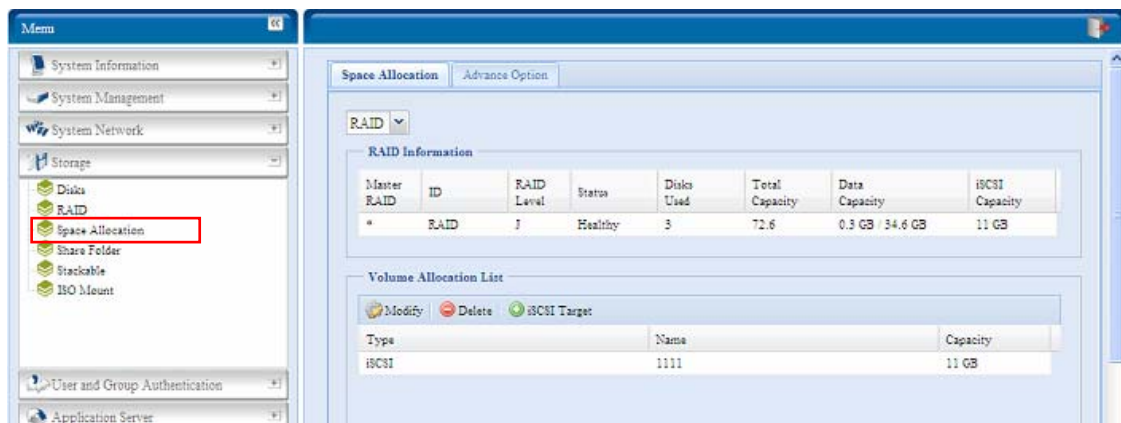 Menu
System Information
System Management
System Network
Storage
Disks
RAID
Space Allocation
Share Folder
Stackable
ISO Mount
User and Group Authentication
Application Server
Space Allocation Advance Option
RAID
RAID Information
Master RAID ID RAID Level Status Disks Used Total Capacity Data Capacity iSCSI Capacity
* RAID J Healthy 3 72.6 0.3 GB / 34.6 GB 11 GB
Volume Allocation List
Modify Delete iSCSI Target
Type Name Capacity
iSCSI 1111 11 GB